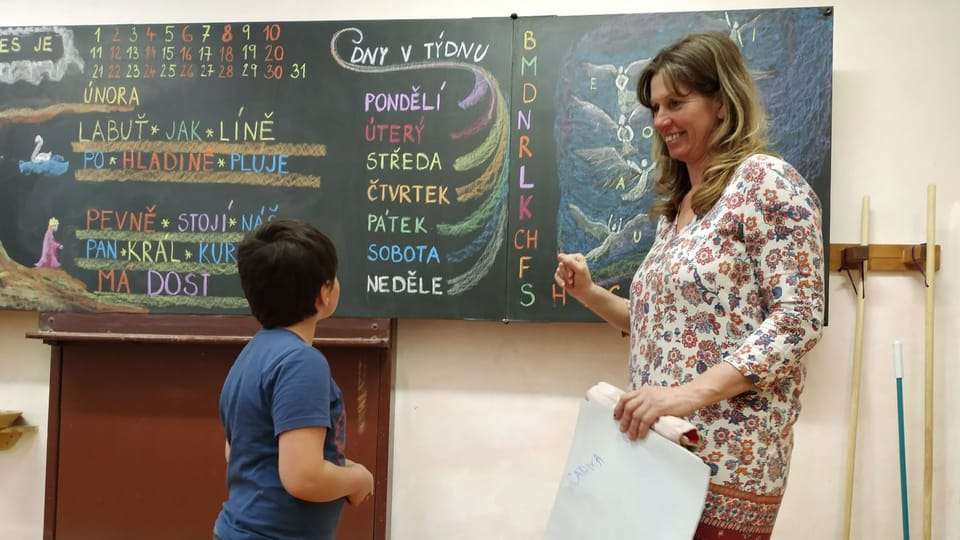 ES JE
1 2 3 4 5 6 7 8 9 10
11 12 13 14 15 16 17 18 19 20
21 22 23 24 25 26 27 28 29 30 31
ÚNORA
LABUŤ * JAK * LÍNĚ
PO * HLADINĚ * PLUJE
PEVNĚ * STOJÍ * NÁŠ
PAN * KRÁL * KUR
MÁ DOST
DNY V TÝDNU
PONDĚLÍ
ÚTERÝ
STŘEDA
ČTVRTEK
PÁTEK
SOBOTA
NEDĚLE
B
M
D
N
R
L
K
CH
F
S H
I
E
O
A
U